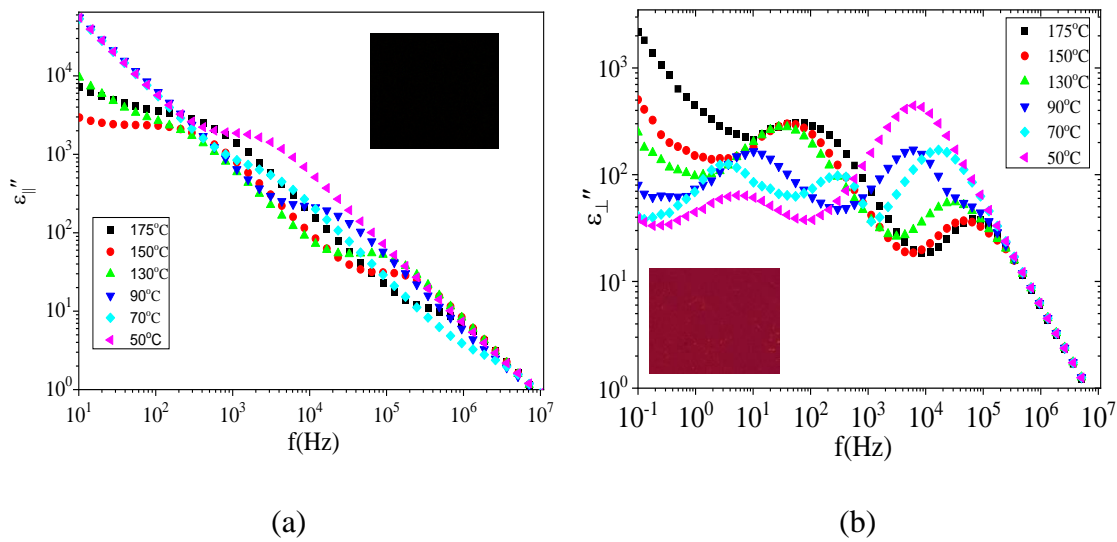 10⁴
10³
10²
10¹
10⁰
ε∥″
175°C
150°C
130°C
90°C
70°C
50°C
10¹ 10² 10³ 10⁴ 10⁵ 10⁶ 10⁷
f(Hz)
(a)
10³
10²
10¹
10⁰
ε⊥″
175°C
150°C
130°C
90°C
70°C
50°C
10⁻¹ 10⁰ 10¹ 10² 10³ 10⁴ 10⁵ 10⁶ 10⁷
f(Hz)
(b)